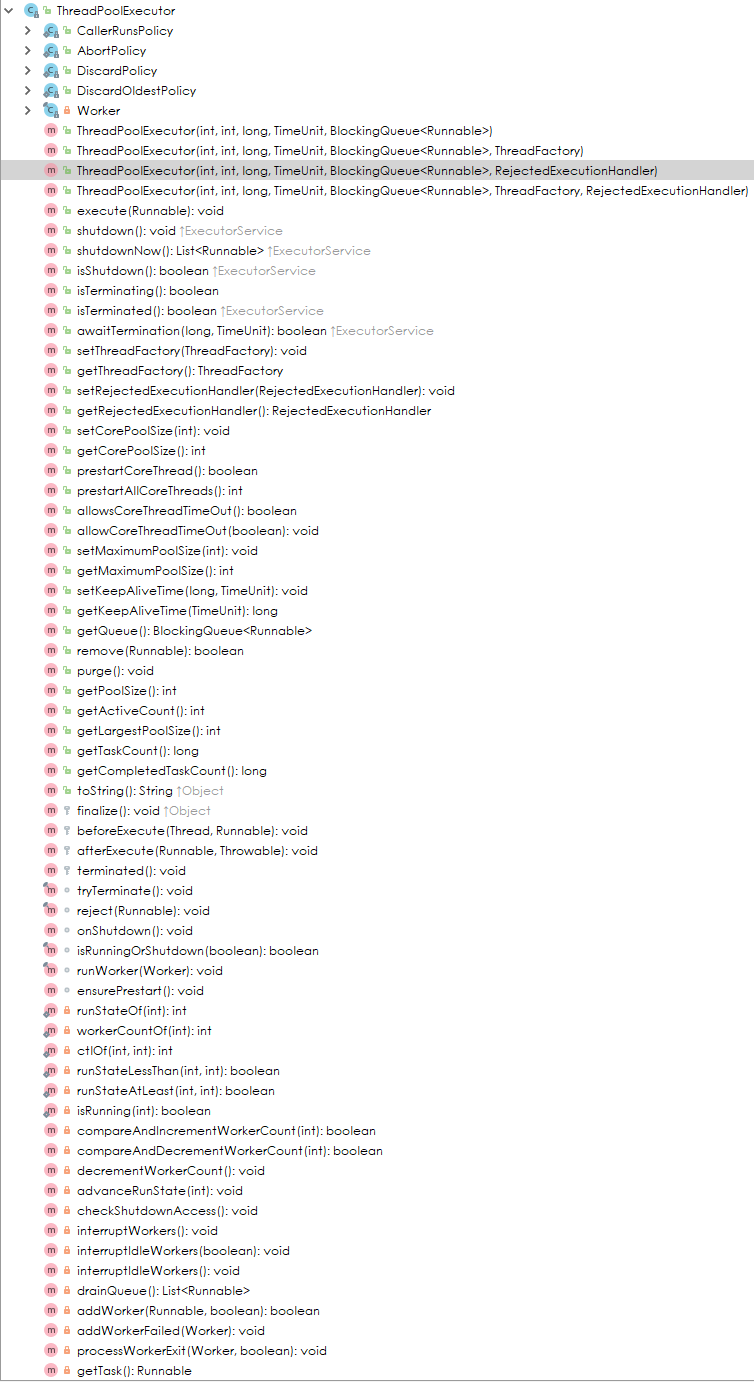 ThreadPoolExecutor
CallerRunsPolicy
AbortPolicy
DiscardPolicy
DiscardOldestPolicy
Worker
ThreadPoolExecutor(int, int, long, TimeUnit, BlockingQueue<Runnable>)
ThreadPoolExecutor(int, int, long, TimeUnit, BlockingQueue<Runnable>, ThreadFactory)
ThreadPoolExecutor(int, int, long, TimeUnit, BlockingQueue<Runnable>, RejectedExecutionHandler)
ThreadPoolExecutor(int, int, long, TimeUnit, BlockingQueue<Runnable>, ThreadFactory, RejectedExecutionHandler)
execute(Runnable): void
shutdown(): void ↑ExecutorService
shutdownNow(): List<Runnable> ↑ExecutorService
isShutdown(): boolean ↑ExecutorService
isTerminating(): boolean
isTerminated(): boolean ↑ExecutorService
awaitTermination(long, TimeUnit): boolean ↑ExecutorService
setThreadFactory(ThreadFactory): void
getThreadFactory(): ThreadFactory
setRejectedExecutionHandler(RejectedExecutionHandler): void
getRejectedExecutionHandler(): RejectedExecutionHandler
setCorePoolSize(int): void
getCorePoolSize(): int
prestartCoreThread(): boolean
prestartAllCoreThreads(): int
allowsCoreThreadTimeOut(): boolean
allowCoreThreadTimeOut(boolean): void
setMaximumPoolSize(int): void
getMaximumPoolSize(): int
setKeepAliveTime(long, TimeUnit): void
getKeepAliveTime(TimeUnit): long
getQueue(): BlockingQueue<Runnable>
remove(Runnable): boolean
purge(): void
getPoolSize(): int
getActiveCount(): int
getLargestPoolSize(): int
getTaskCount(): long
getCompletedTaskCount(): long
toString(): String ↑Object
finalize(): void ↑Object
beforeExecute(Thread, Runnable): void
afterExecute(Runnable, Throwable): void
terminated(): void
tryTerminate(): void
reject(Runnable): void
onShutdown(): void
isRunningOrShutdown(boolean): boolean
runWorker(Worker): void
ensurePrestart(): void
runStateOf(int): int
workerCountOf(int): int
ctlOf(int, int): int
runStateLessThan(int, int): boolean
runStateAtLeast(int, int): boolean
isRunning(int): boolean
compareAndIncrementWorkerCount(int): boolean
compareAndDecrementWorkerCount(int): boolean
decrementWorkerCount(): void
advanceRunState(int): void
checkShutdownAccess(): void
interruptWorkers(): void
interruptIdleWorkers(boolean): void
interruptIdleWorkers(): void
drainQueue(): List<Runnable>
addWorker(Runnable, boolean): boolean
addWorkerFailed(Worker): void
processWorkerExit(Worker, boolean): void
getTask(): Runnable